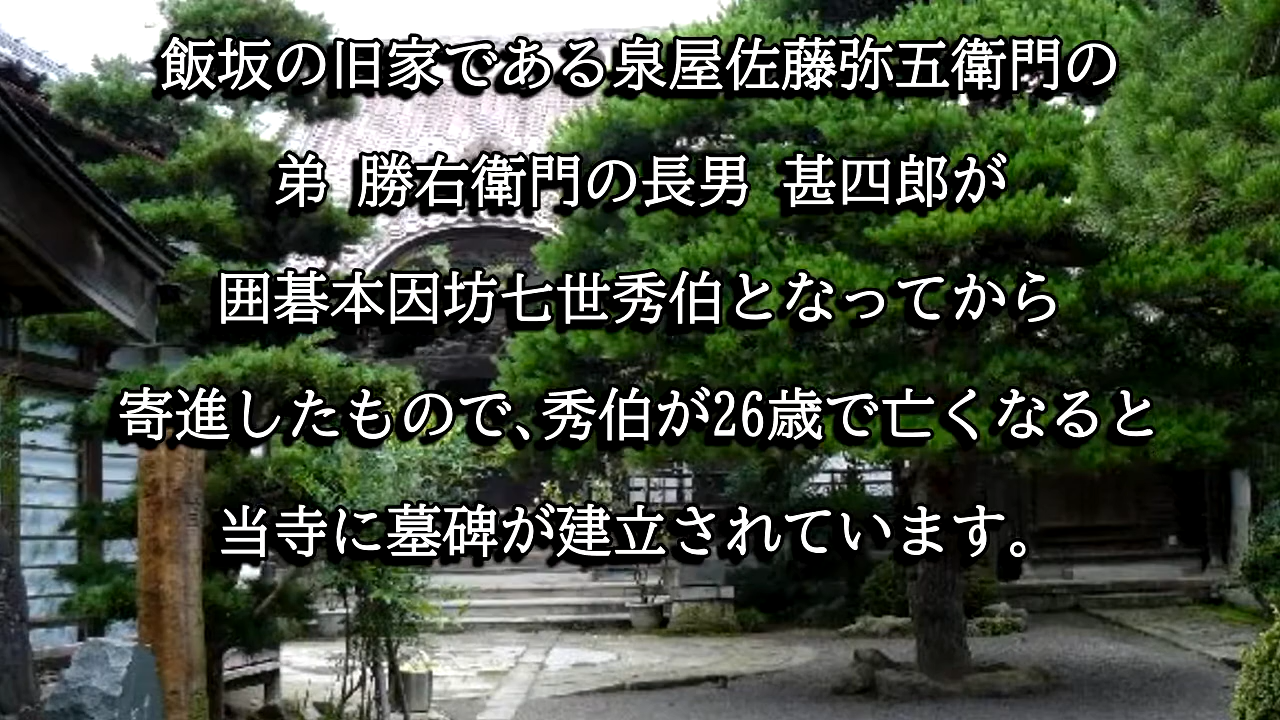 飯坂の旧家である泉屋佐藤弥五衛門の
弟 勝右衛門の長男 甚四郎が
囲碁本因坊七世秀伯となってから
寄進したもので、秀伯が26歳で亡くなると
当寺に墓碑が建立されています。